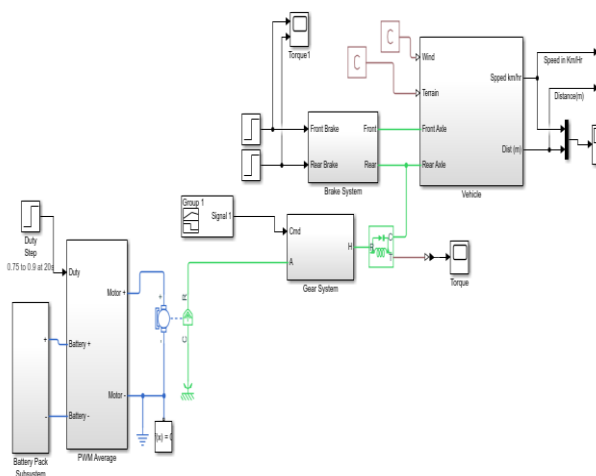 Torque1
C
C
Wind
Terrain
Front Axle
Rear Axle
Spped km/hr
Dist (m)
Vehicle
Speed in Km/Hr
Distance(m)
Front Brake
Rear Brake
Front
Rear
Brake System
Group 1
Signal 1
Cmd
A
H
Gear System
R
C
T
Torque
Duty
Step
0.75 to 0.9 at 20s
Duty
Motor +
Battery +
Battery -
Motor -
PWM Average
+
-
Battery Pack
Subsystem
+
-
R
C
f(x) = 0